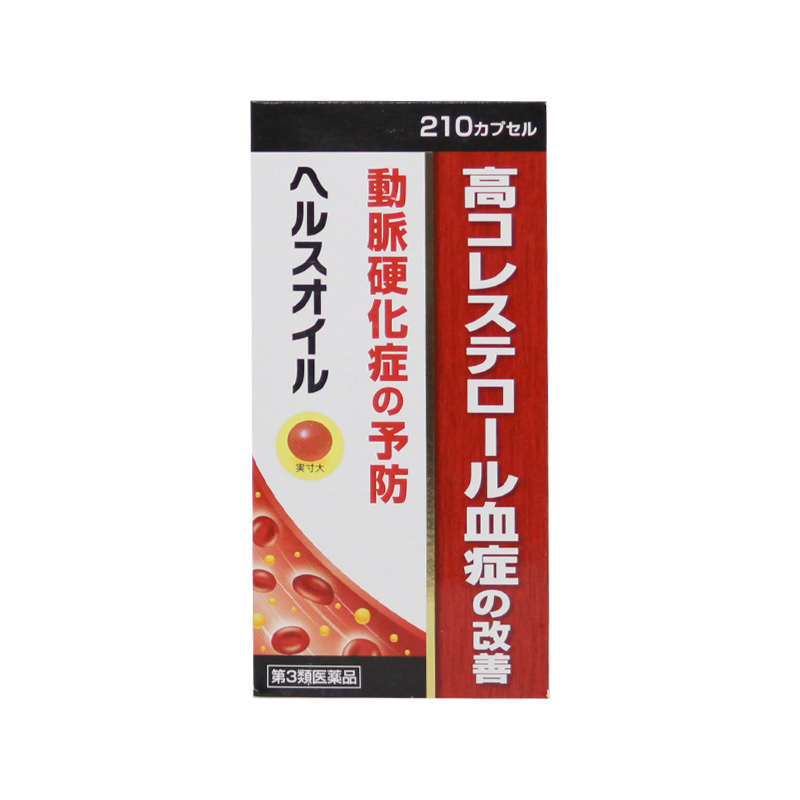 210カプセル
高コレステロール血症の改善
動脈硬化症の予防
ヘルスオイル
実寸大
第3類医薬品